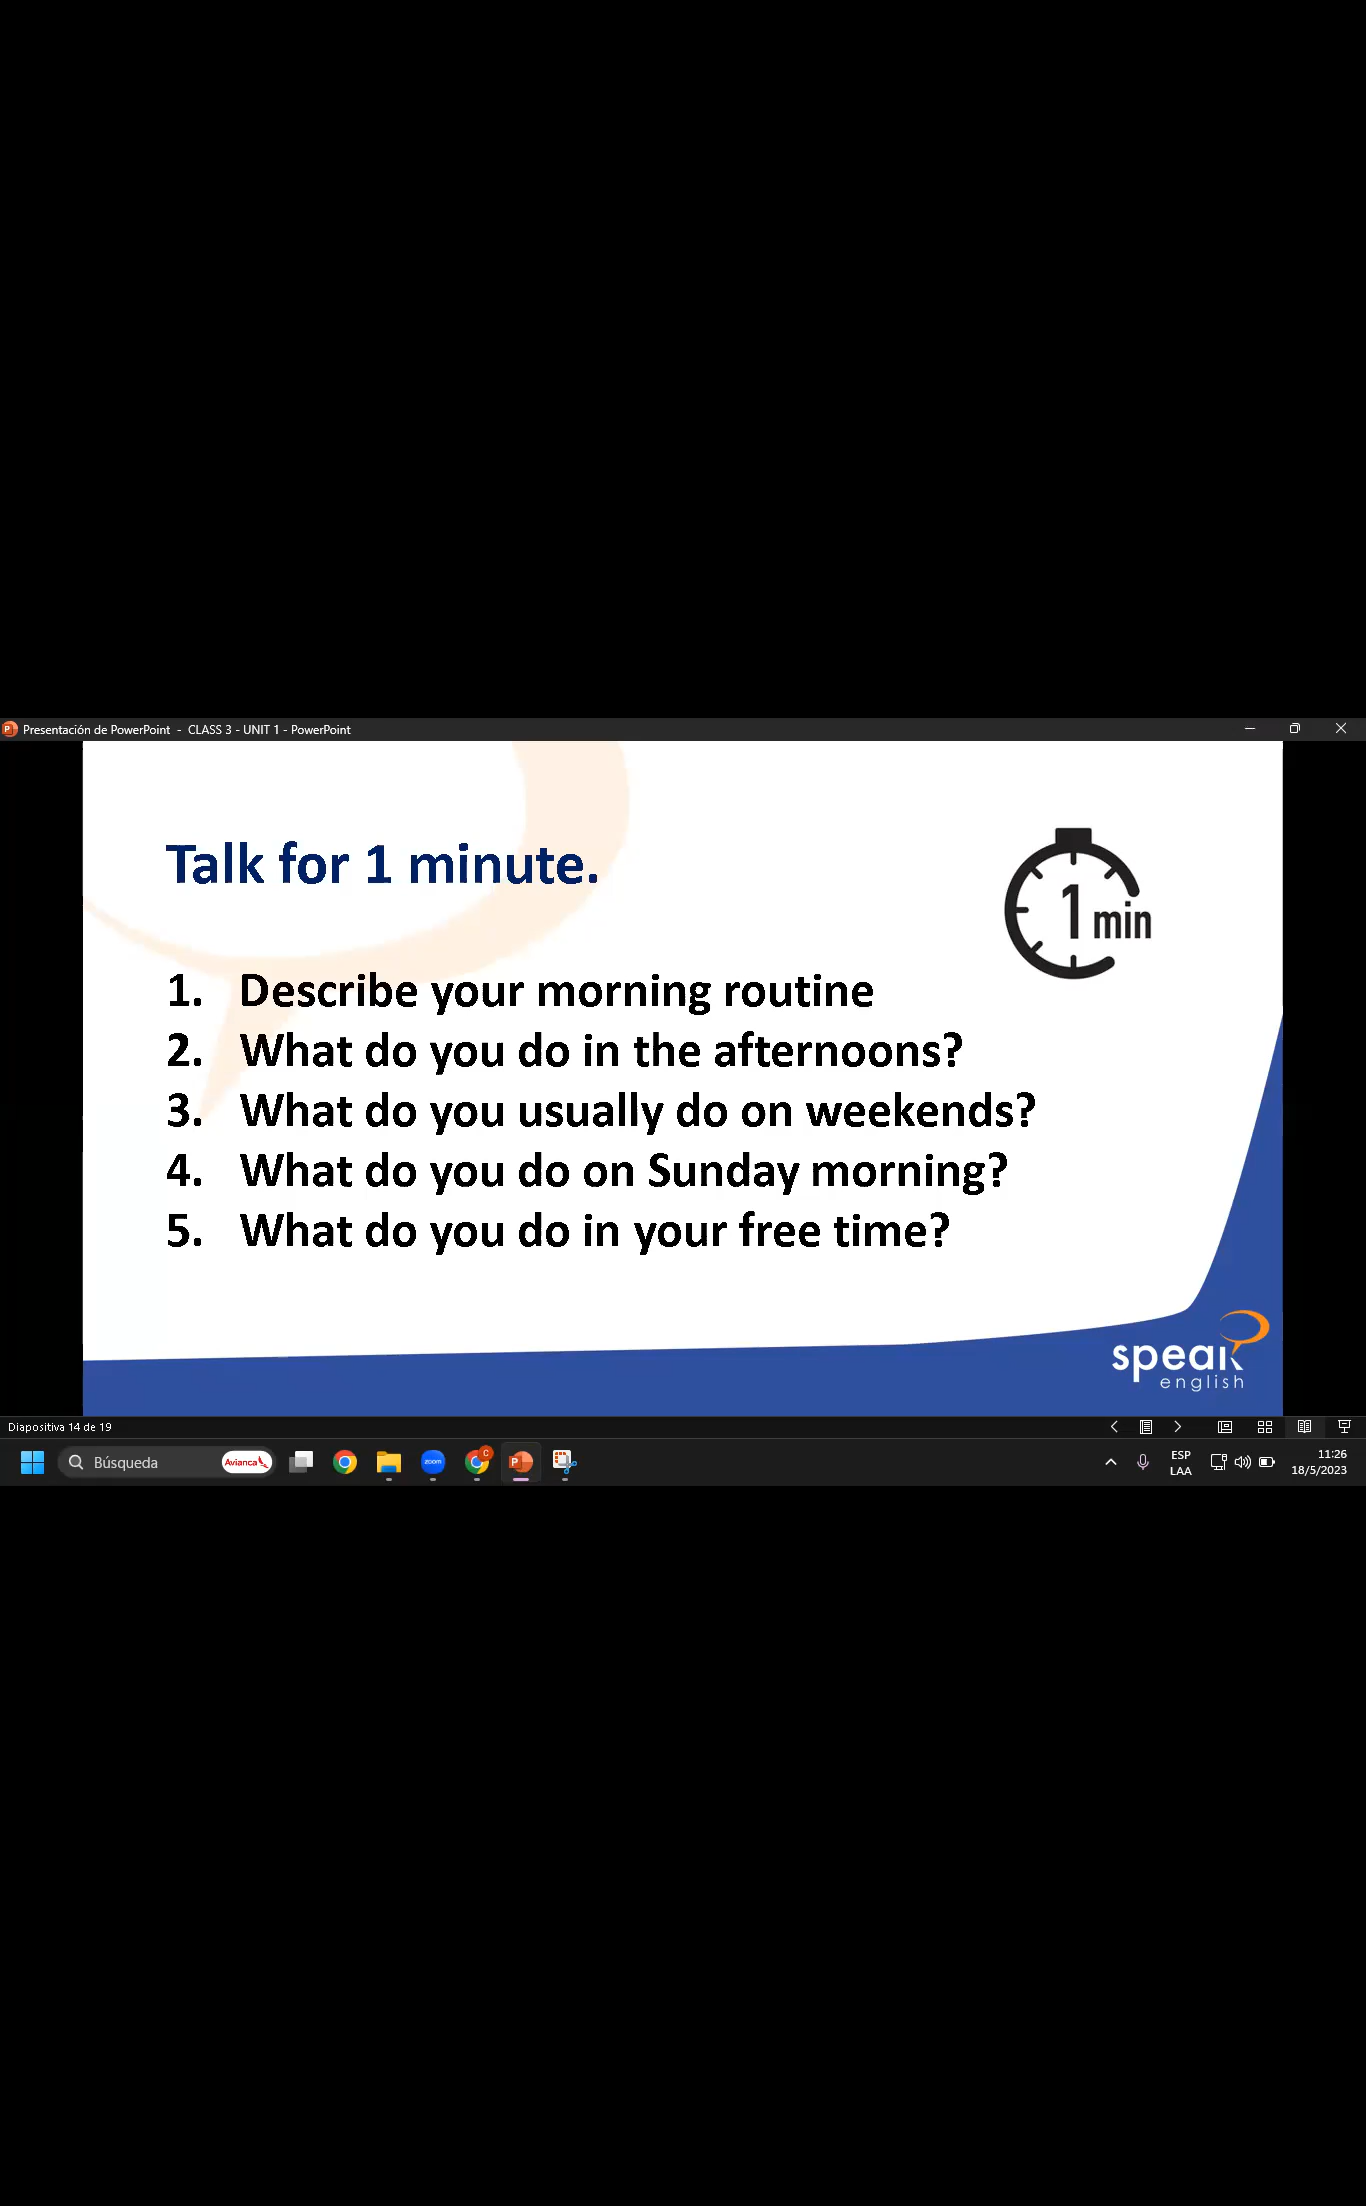 Presentación de PowerPoint - CLASS 3 - UNIT 1 - PowerPoint
Talk for 1 minute.
1 min
1. Describe your morning routine
2. What do you do in the afternoons?
3. What do you usually do on weekends?
4. What do you do on Sunday morning?
5. What do you do in your free time?
speak
english
Diapositiva 14 de 19
Búsqueda
Avianca
zoom
C
ESP
LAA
11:26
18/5/2023